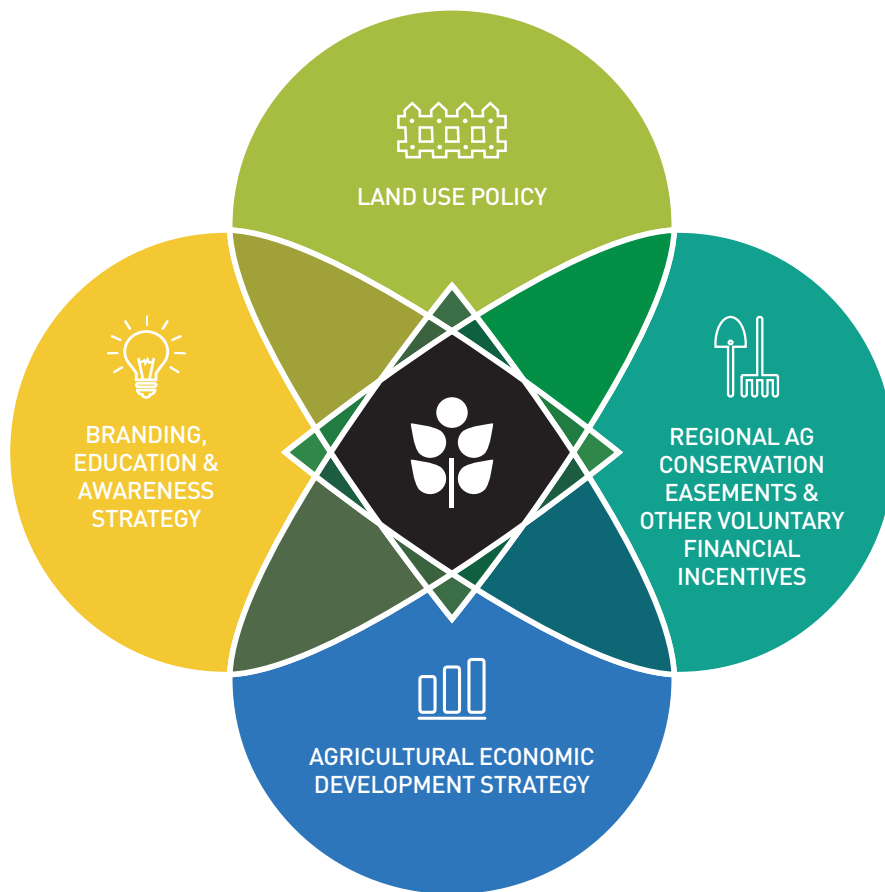 LAND USE POLICY
BRANDING,
EDUCATION &
AWARENESS
STRATEGY
REGIONAL AG
CONSERVATION
EASEMENTS &
OTHER VOLUNTARY
FINANCIAL
INCENTIVES
AGRICULTURAL ECONOMIC
DEVELOPMENT STRATEGY